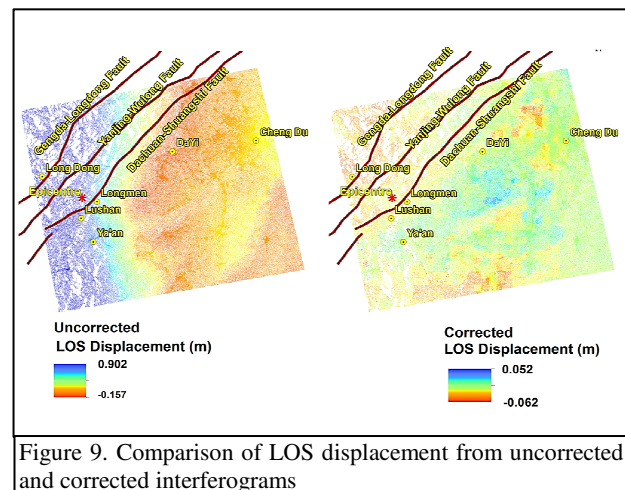 Gengda-Longdong Fault
Yanjing-Wulong Fault
Dachuan-Shuangshi Fault
Cheng Du
DaYi
Long Dong
Epicentre
Longmen
Lushan
Ya'an
Uncorrected
LOS Displacement (m)
0.902
-0.157
Gengda-Longdong Fault
Yanjing-Wulong Fault
Dachuan-Shuangshi Fault
Cheng Du
DaYi
Long Dong
Epicentre
Longmen
Lushan
Ya'an
Corrected
LOS Displacement (m)
0.052
-0.062
Figure 9. Comparison of LOS displacement from uncorrected
and corrected interferograms